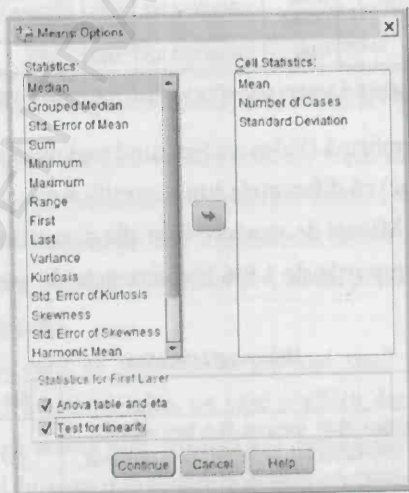 Means: Options
Statistics:
Median
Grouped Median
Std. Error of Mean
Sum
Minimum
Maximum
Range
First
Last
Variance
Kurtosis
Std. Error of Kurtosis
Skewness
Std. Error of Skewness
Harmonic Mean
Cell Statistics:
Mean
Number of Cases
Standard Deviation
Statistics for First Layer
Anova table and eta
Test for linearity
Continue Cancel Help